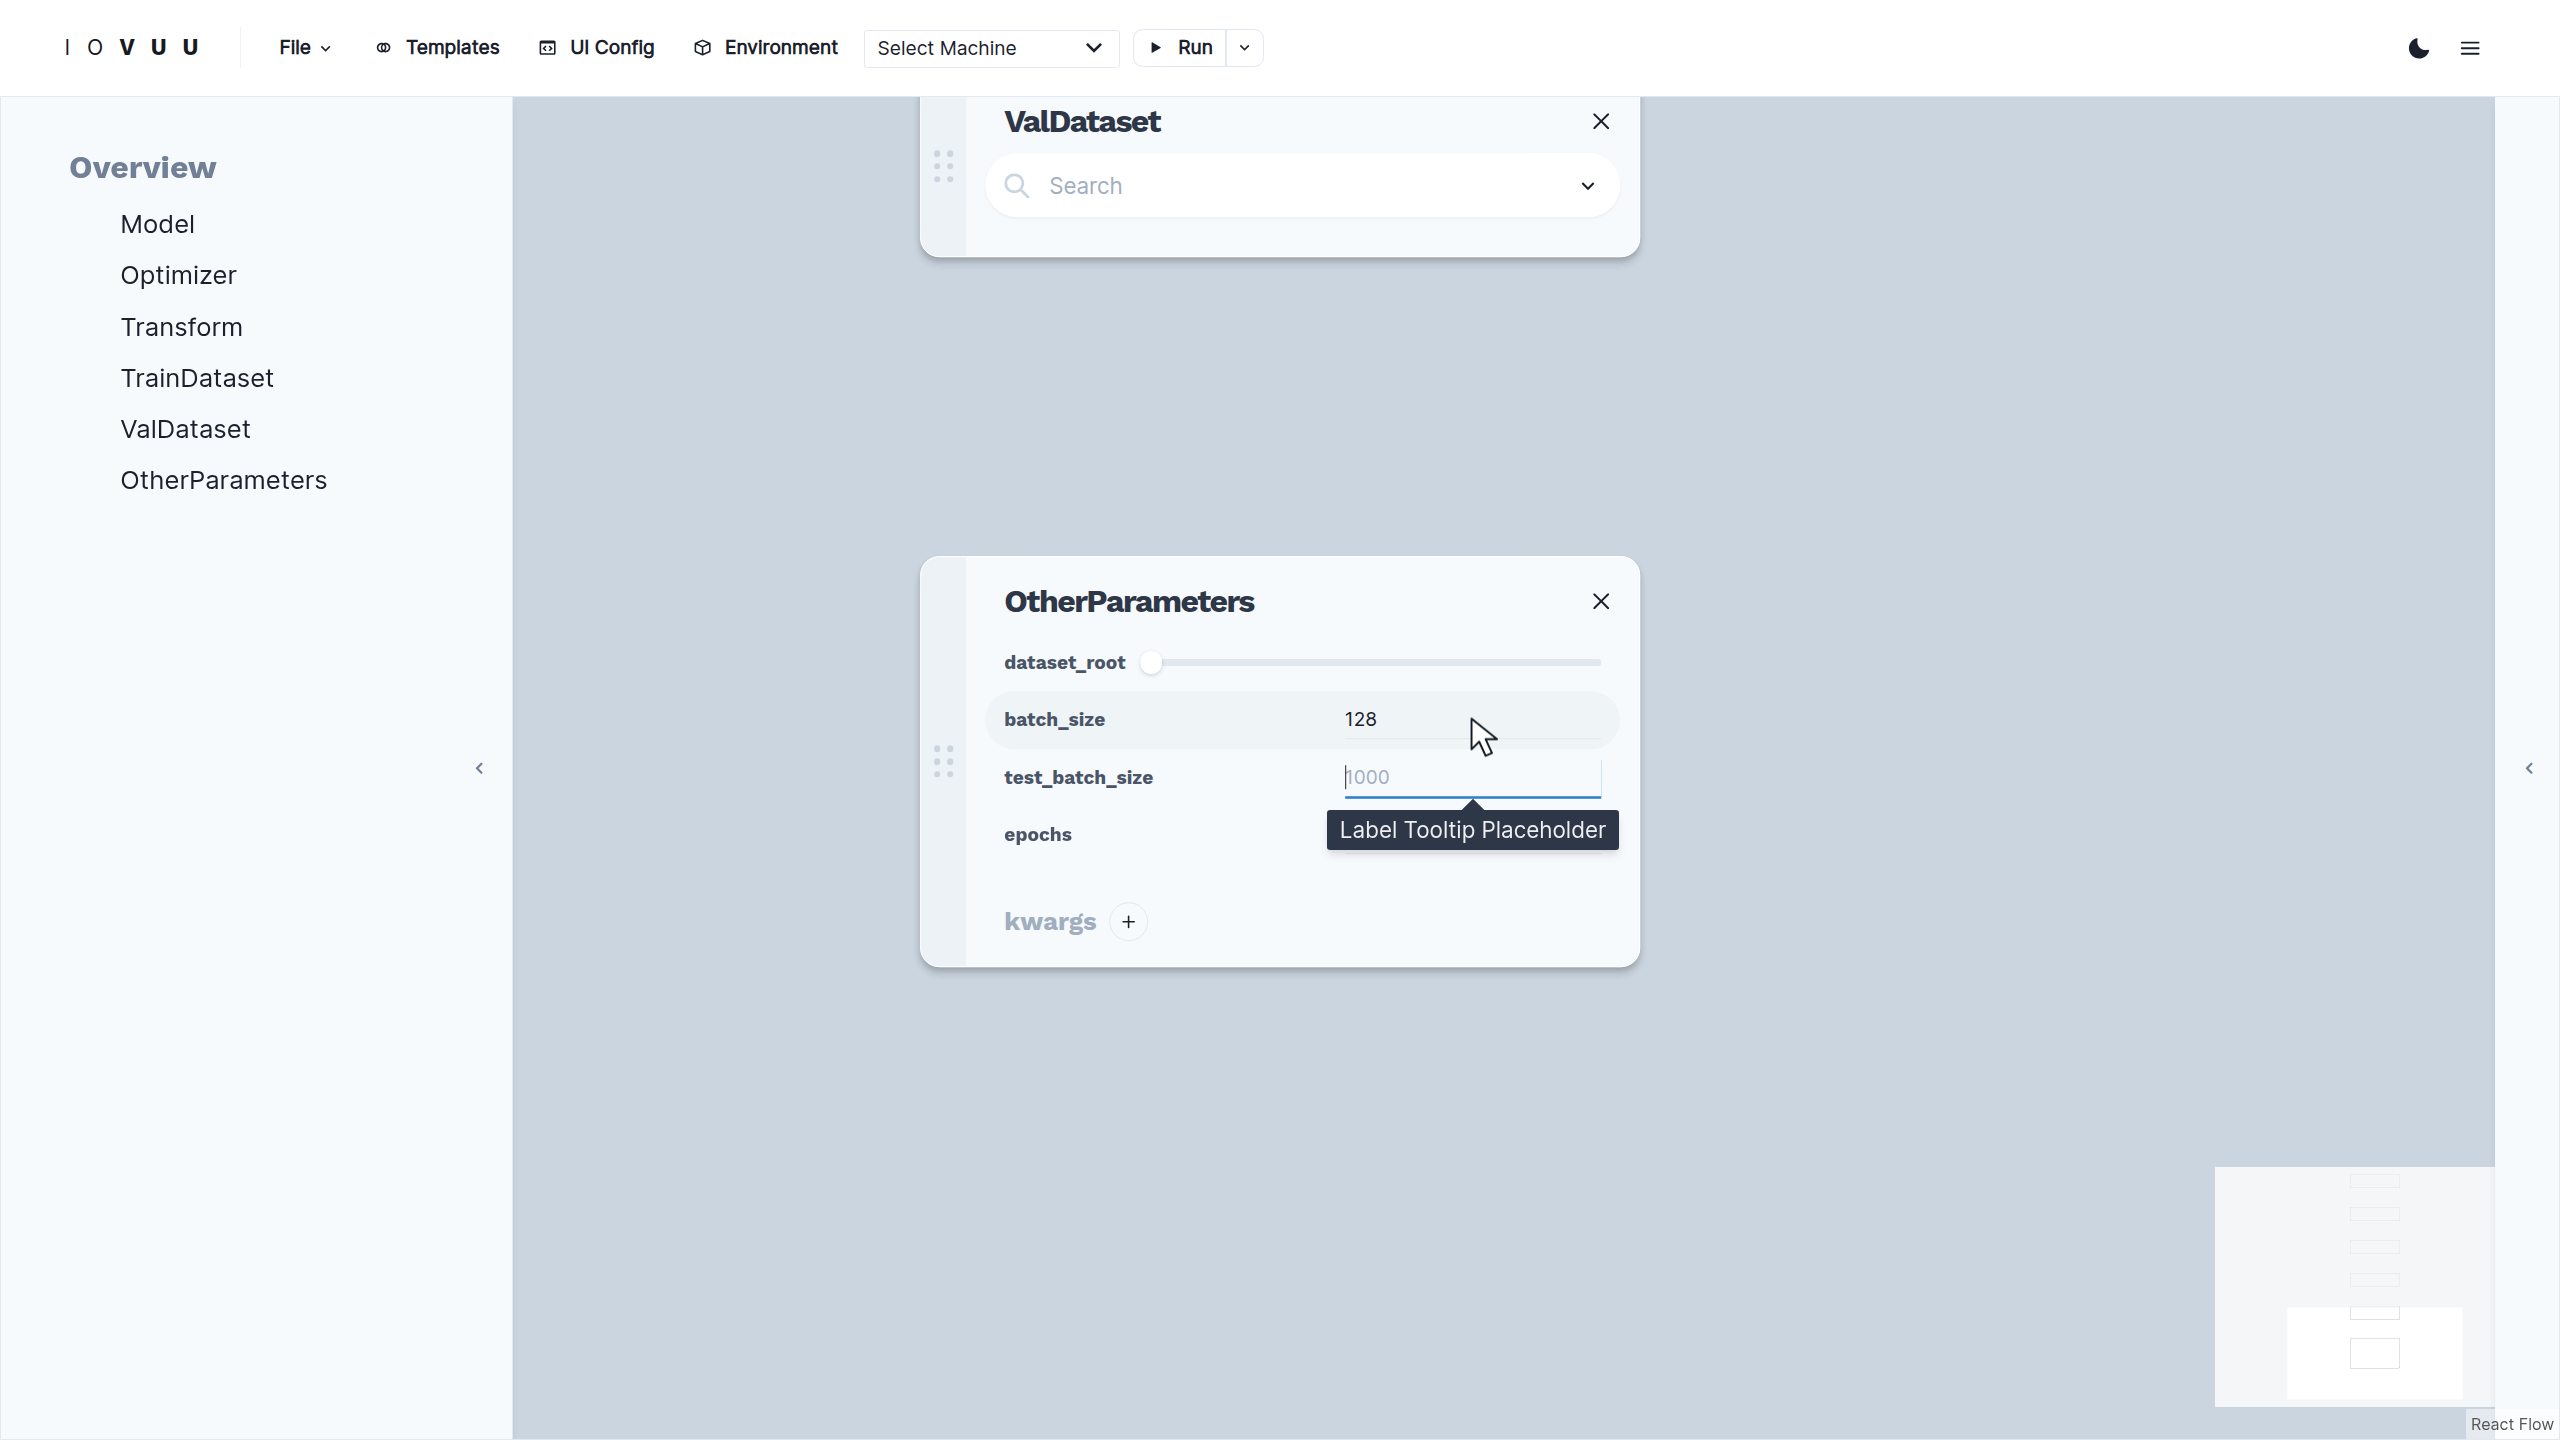 IOVUU File Templates UI Config Environment Select Machine Run
Overview
Model
Optimizer
Transform
TrainDataset
ValDataset
OtherParameters
ValDataset
Search
OtherParameters
dataset_root
batch_size 128
test_batch_size 1000
Label Tooltip Placeholder
epochs
kwargs
React Flow